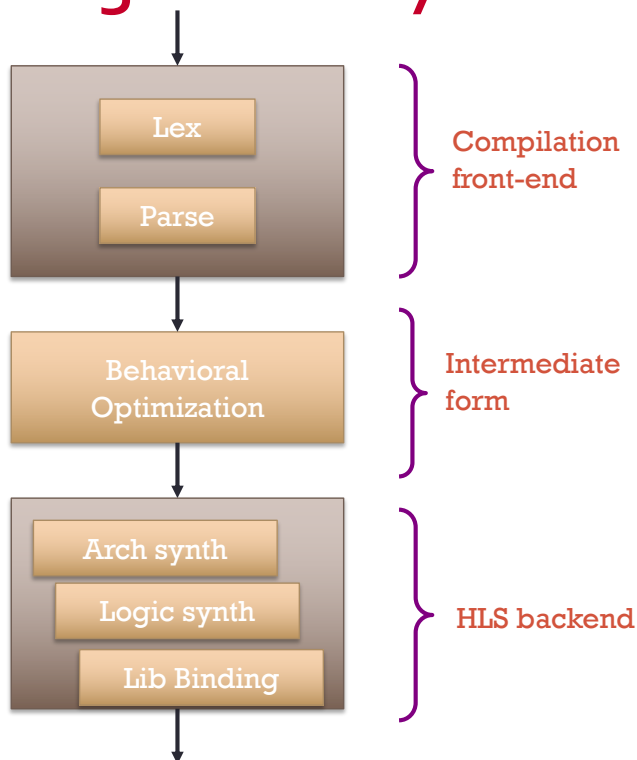 Lex
Compilation
front-end
Parse
Behavioral
Optimization
Intermediate
form
Arch synth
Logic synth
HLS backend
Lib Binding